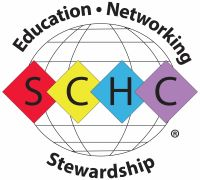 Education • Networking
SCHC
®
Stewardship